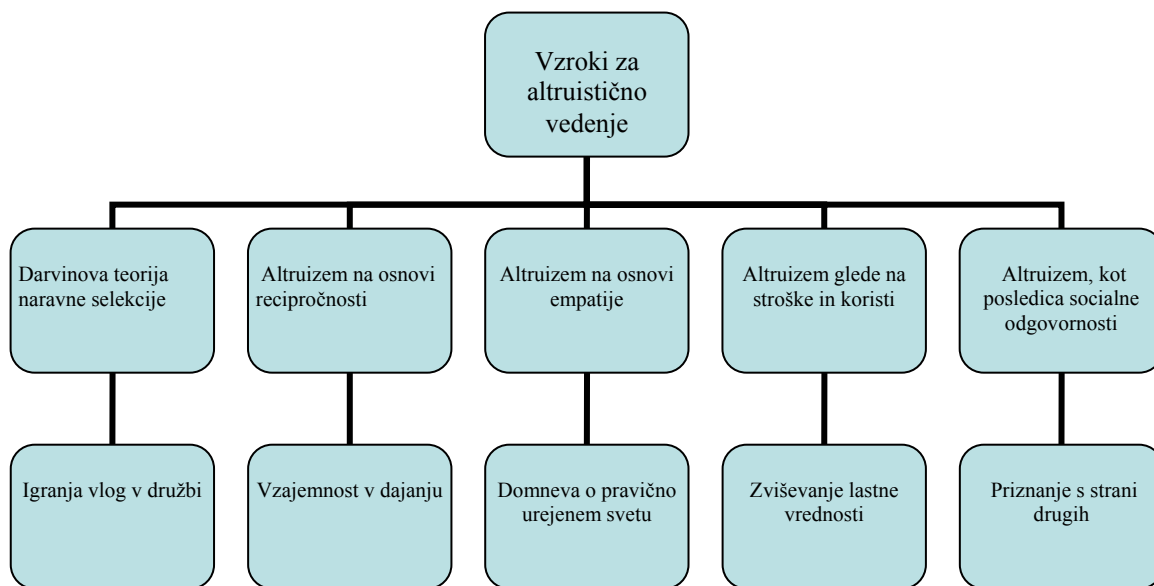 Vzroki za
altruistično
vedenje
Darvinova teorija
naravne selekcije
Altruizem na osnovi
recipročnosti
Altruizem na osnovi
empatije
Altruizem glede na
stroške in koristi
Altruizem, kot
posledica socialne
odgovornosti
Igranja vlog v družbi
Vzajemnost v dajanju
Domneva o pravično
urejenem svetu
Zviševanje lastne
vrednosti
Priznanje s strani
drugih